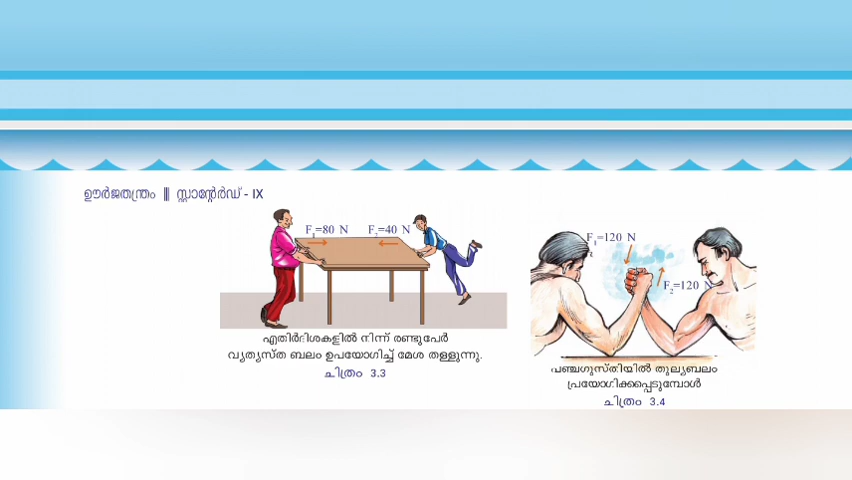 ഊർജതന്ത്രം ||| സ്റ്റാന്റേർഡ് - IX
F₁=80 N F₂=40 N
എതിർദിശകളിൽ നിന്ന് രണ്ടുപേർ
വ്യത്യസ്ത ബലം ഉപയോഗിച്ച് മേശ തള്ളുന്നു.
ചിത്രം 3.3
F₁=120 N
F₂=120 N
പഞ്ചഗുസ്തിയിൽ തുല്യബലം
പ്രയോഗിക്കപ്പെടുമ്പോൾ
ചിത്രം 3.4